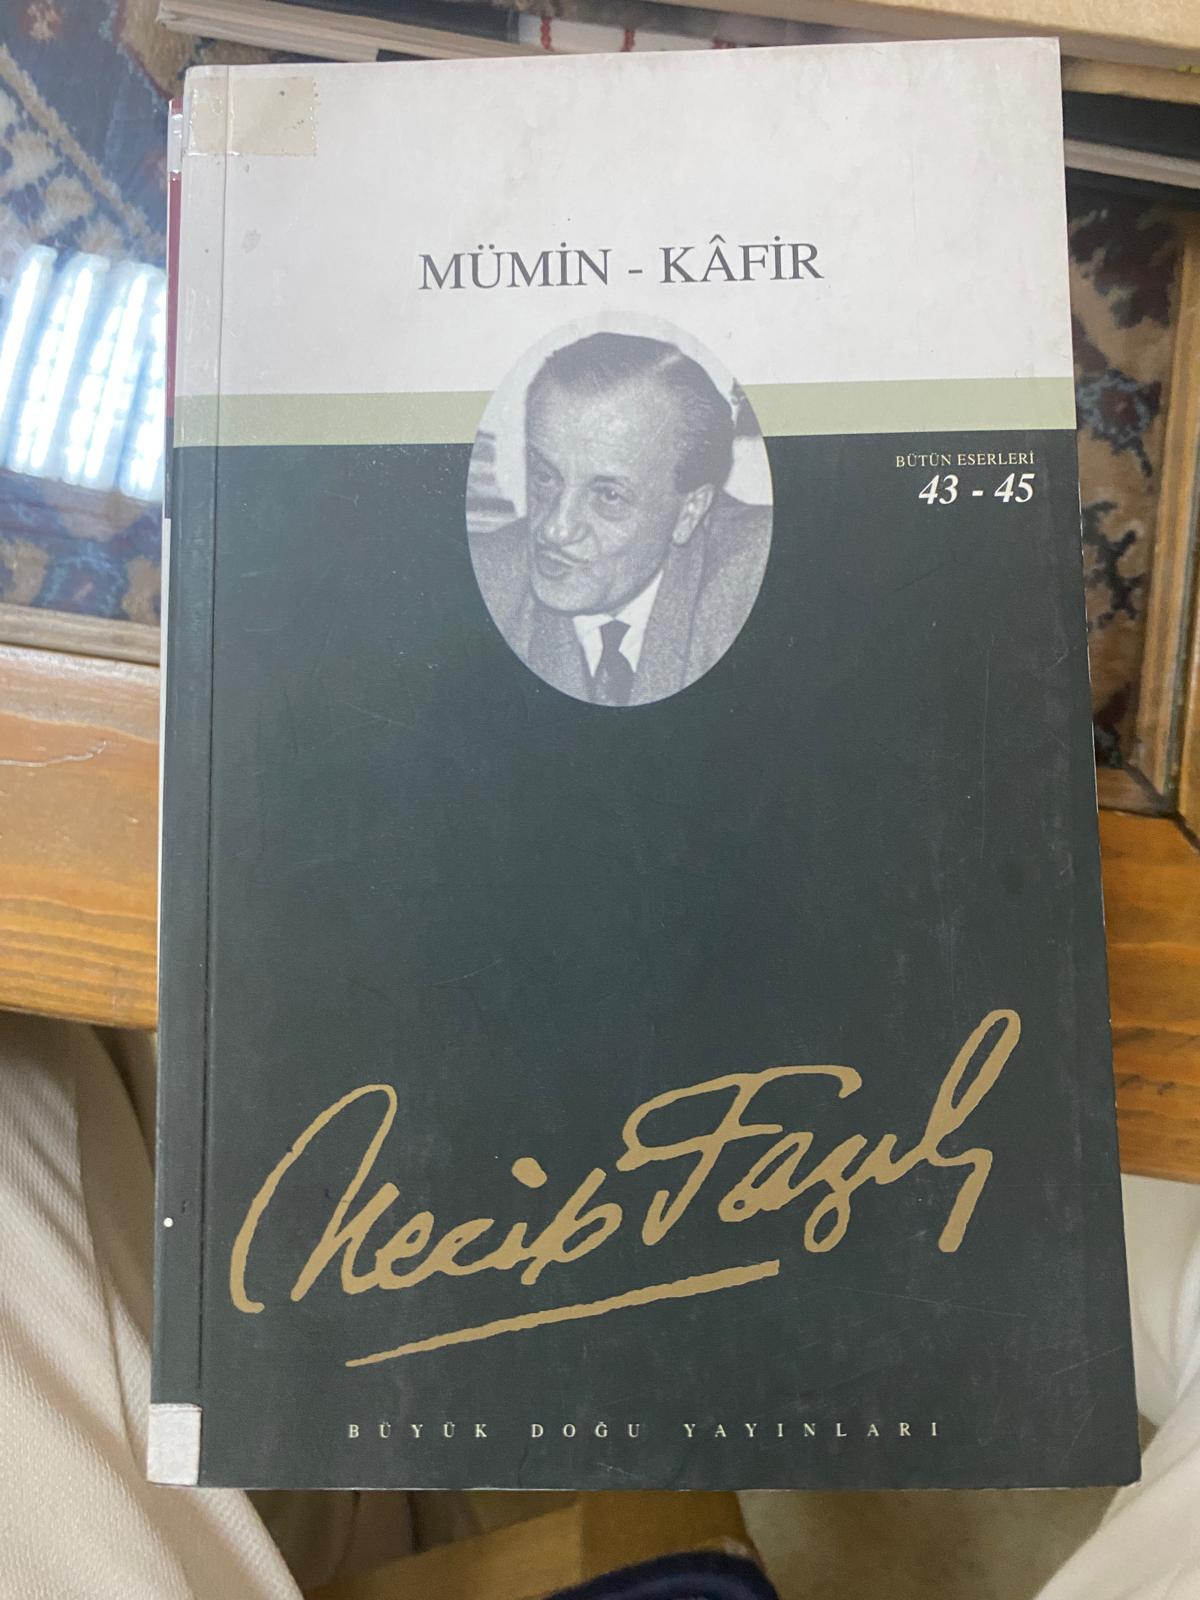 MÜMİN - KÂFİR
BÜTÜN ESERLERİ
43 - 45
Necip Fazıl
BÜYÜK DOĞU YAYINLARI